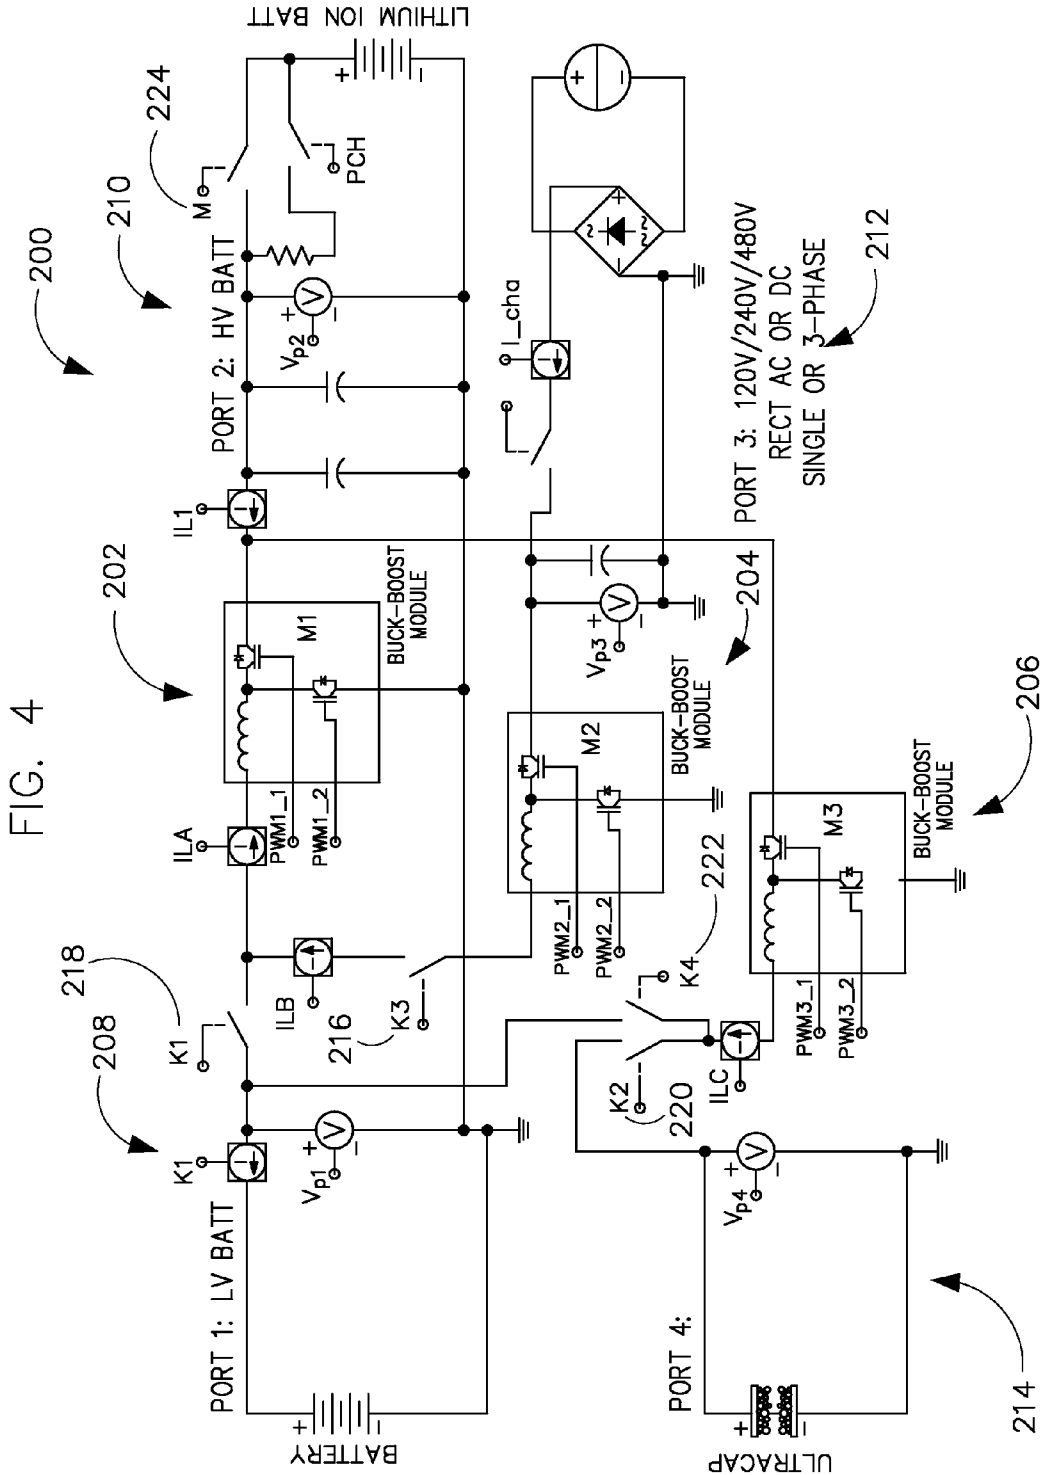 FIG. 4
200
PORT 1: LV BATT
208
218
202
PORT 2: HV BATT
210
224
K1
K1
ILA
IL1
M
BATTERY
+
−
Vp1
+
−
PWM1_1
PWM1_2
M1
BUCK-BOOST
MODULE
Vp2
+
−
PCH
+
−
LITHIUM ION BATT
ILB
216
K3
PWM2_1
PWM2_2
M2
BUCK-BOOST
MODULE
204
Vp3
+
−
I_cha
+
−
~
~
+
−
PORT 3: 120V/240V/480V
RECT AC OR DC
SINGLE OR 3-PHASE
212
K2
220
K4
222
ILC
PORT 4:
ULTRACAP
+
−
Vp4
+
−
214
PWM3_1
PWM3_2
M3
BUCK-BOOST
MODULE
206